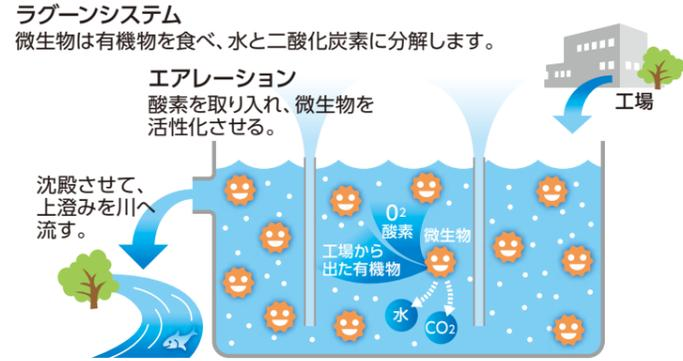 ラグーンシステム
微生物は有機物を食べ、水と二酸化炭素に分解します。
エアレーション
酸素を取り入れ、微生物を
活性化させる。
工場
沈殿させて、
上澄みを川へ
流す。
O2
酸素
微生物
工場から
出た有機物
水
CO2